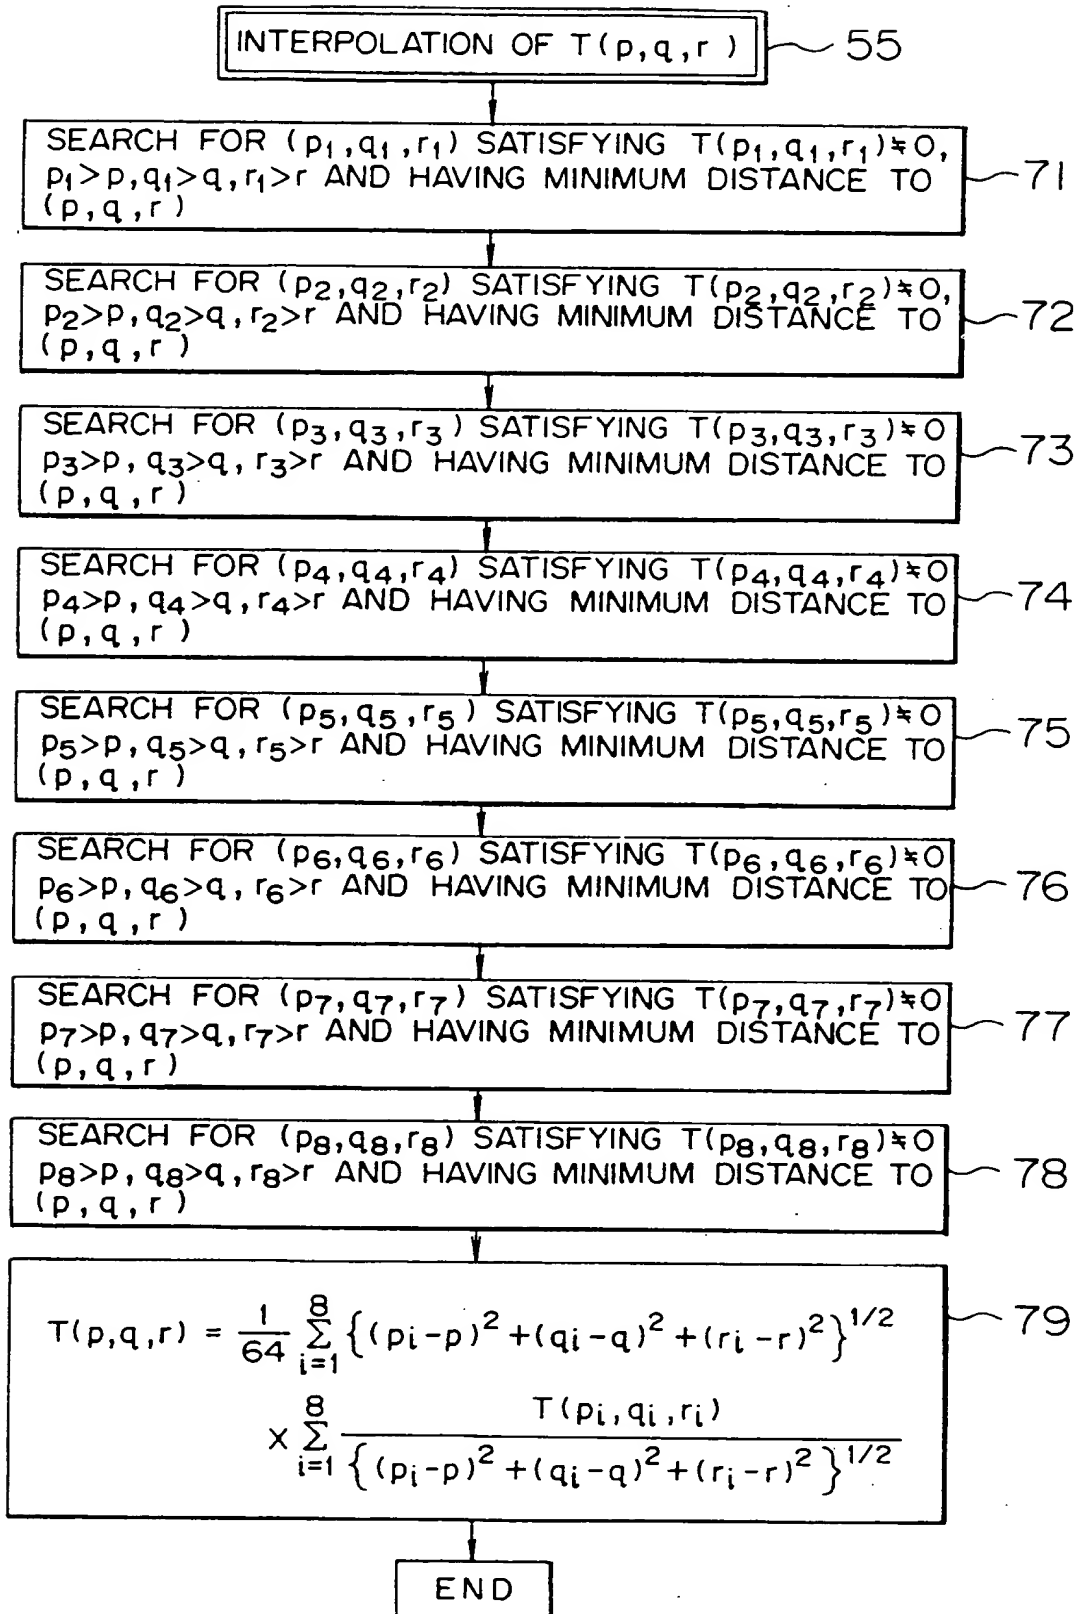 INTERPOLATION OF T(p,q,r)
55
SEARCH FOR (p₁,q₁,r₁) SATISFYING T(p₁,q₁,r₁)≒0,
p₁>p,q₁>q,r₁>r AND HAVING MINIMUM DISTANCE TO
(p,q,r)
71
SEARCH FOR (p₂,q₂,r₂) SATISFYING T(p₂,q₂,r₂)≒0,
p₂>p,q₂>q,r₂>r AND HAVING MINIMUM DISTANCE TO
(p,q,r)
72
SEARCH FOR (p₃,q₃,r₃) SATISFYING T(p₃,q₃,r₃)≒0
p₃>p,q₃>q,r₃>r AND HAVING MINIMUM DISTANCE TO
(p,q,r)
73
SEARCH FOR (p₄,q₄,r₄) SATISFYING T(p₄,q₄,r₄)≒0
p₄>p,q₄>q,r₄>r AND HAVING MINIMUM DISTANCE TO
(p,q,r)
74
SEARCH FOR (p₅,q₅,r₅) SATISFYING T(p₅,q₅,r₅)≒0
p₅>p,q₅>q,r₅>r AND HAVING MINIMUM DISTANCE TO
(p,q,r)
75
SEARCH FOR (p₆,q₆,r₆) SATISFYING T(p₆,q₆,r₆)≒0
p₆>p,q₆>q,r₆>r AND HAVING MINIMUM DISTANCE TO
(p,q,r)
76
SEARCH FOR (p₇,q₇,r₇) SATISFYING T(p₇,q₇,r₇)≒0
p₇>p,q₇>q,r₇>r AND HAVING MINIMUM DISTANCE TO
(p,q,r)
77
SEARCH FOR (p₈,q₈,r₈) SATISFYING T(p₈,q₈,r₈)≒0
p₈>p,q₈>q,r₈>r AND HAVING MINIMUM DISTANCE TO
(p,q,r)
78
T(p,q,r) = 1/64 Σ_{i=1}^{8} {(pᵢ-p)² +(qᵢ-q)² +(rᵢ-r)²}^{1/2}
× Σ_{i=1}^{8} T(pᵢ,qᵢ,rᵢ) / {(pᵢ-p)² +(qᵢ-q)² +(rᵢ-r)²}^{1/2}
79
END